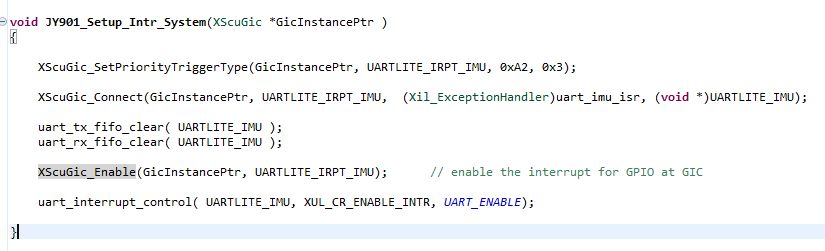 void JY901_Setup_Intr_System(XScuGic *GicInstancePtr )
{
XScuGic_SetPriorityTriggerType(GicInstancePtr, UARTLITE_IRPT_IMU, 0xA2, 0x3);
XScuGic_Connect(GicInstancePtr, UARTLITE_IRPT_IMU,  (Xil_ExceptionHandler)uart_imu_isr, (void *)UARTLITE_IMU);
uart_tx_fifo_clear( UARTLITE_IMU );
uart_rx_fifo_clear( UARTLITE_IMU );
XScuGic_Enable(GicInstancePtr, UARTLITE_IRPT_IMU);      // enable the interrupt for GPIO at GIC
uart_interrupt_control( UARTLITE_IMU, XUL_CR_ENABLE_INTR, UART_ENABLE);
}